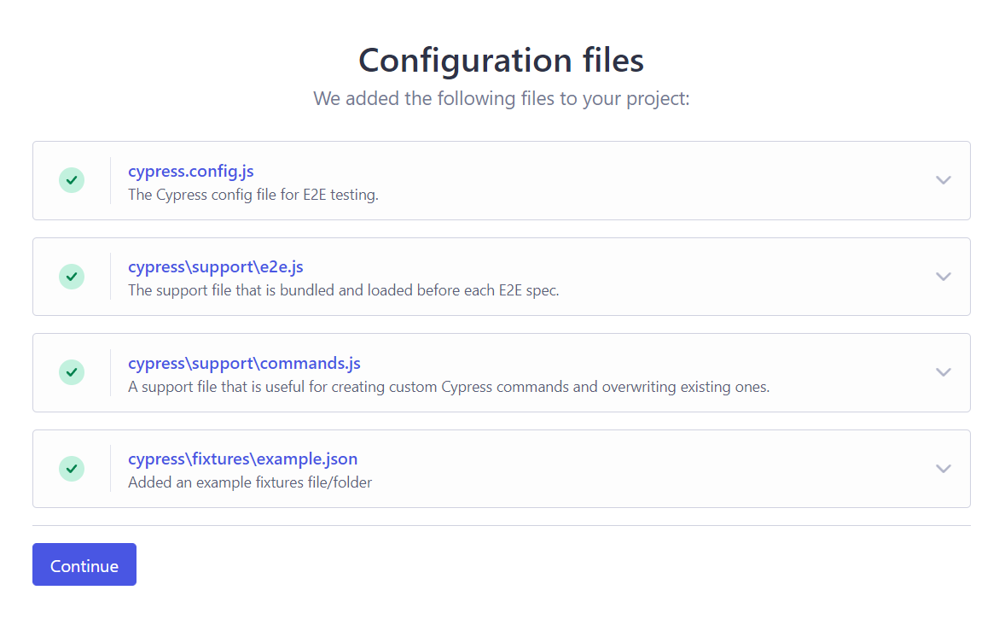 Configuration files
We added the following files to your project:
cypress.config.js
The Cypress config file for E2E testing.
cypress\support\e2e.js
The support file that is bundled and loaded before each E2E spec.
cypress\support\commands.js
A support file that is useful for creating custom Cypress commands and overwriting existing ones.
cypress\fixtures\example.json
Added an example fixtures file/folder
Continue